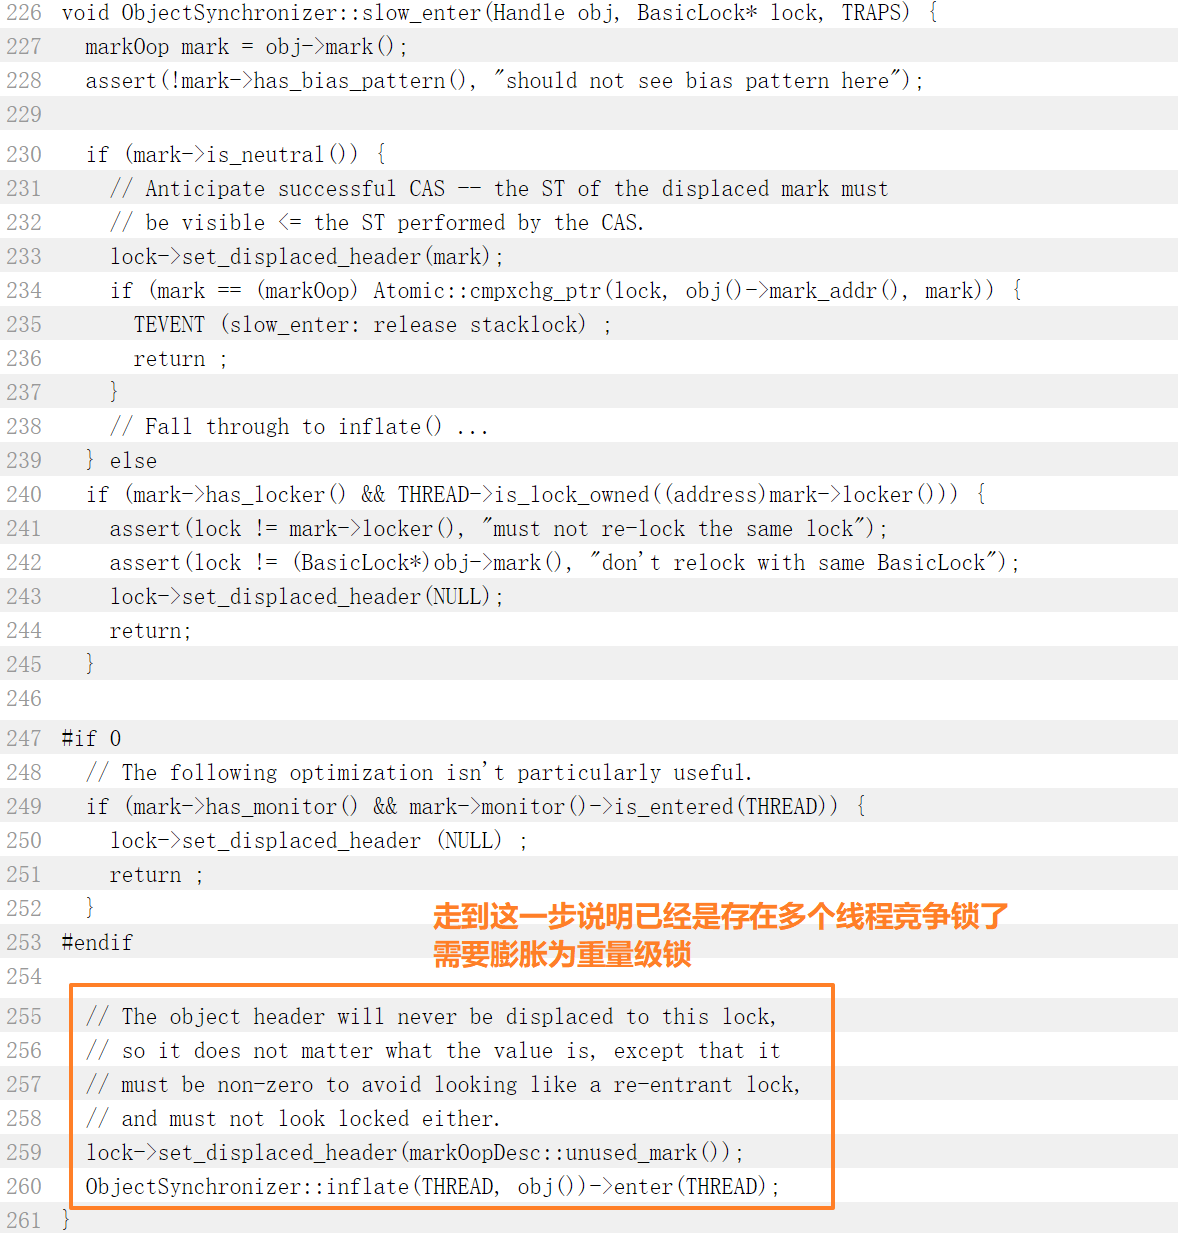 226 void ObjectSynchronizer::slow_enter(Handle obj, BasicLock* lock, TRAPS) {
227   markOop mark = obj->mark();
228   assert(!mark->has_bias_pattern(), "should not see bias pattern here");
229
230   if (mark->is_neutral()) {
231     // Anticipate successful CAS -- the ST of the displaced mark must
232     // be visible <= the ST performed by the CAS.
233     lock->set_displaced_header(mark);
234     if (mark == (markOop) Atomic::cmpxchg_ptr(lock, obj()->mark_addr(), mark)) {
235       TEVENT (slow_enter: release stacklock) ;
236       return ;
237     }
238     // Fall through to inflate() ...
239   } else
240   if (mark->has_locker() && THREAD->is_lock_owned((address)mark->locker())) {
241     assert(lock != mark->locker(), "must not re-lock the same lock");
242     assert(lock != (BasicLock*)obj->mark(), "don't relock with same BasicLock");
243     lock->set_displaced_header(NULL);
244     return;
245   }
246
247 #if 0
248   // The following optimization isn't particularly useful.
249   if (mark->has_monitor() && mark->monitor()->is_entered(THREAD)) {
250     lock->set_displaced_header (NULL) ;
251     return ;
252   }
走到这一步说明已经是存在多个线程竞争锁了
253 #endif
需要膨胀为重量级锁
254
255   // The object header will never be displaced to this lock,
256   // so it does not matter what the value is, except that it
257   // must be non-zero to avoid looking like a re-entrant lock,
258   // and must not look locked either.
259   lock->set_displaced_header(markOopDesc::unused_mark());
260   ObjectSynchronizer::inflate(THREAD, obj())->enter(THREAD);
261 }